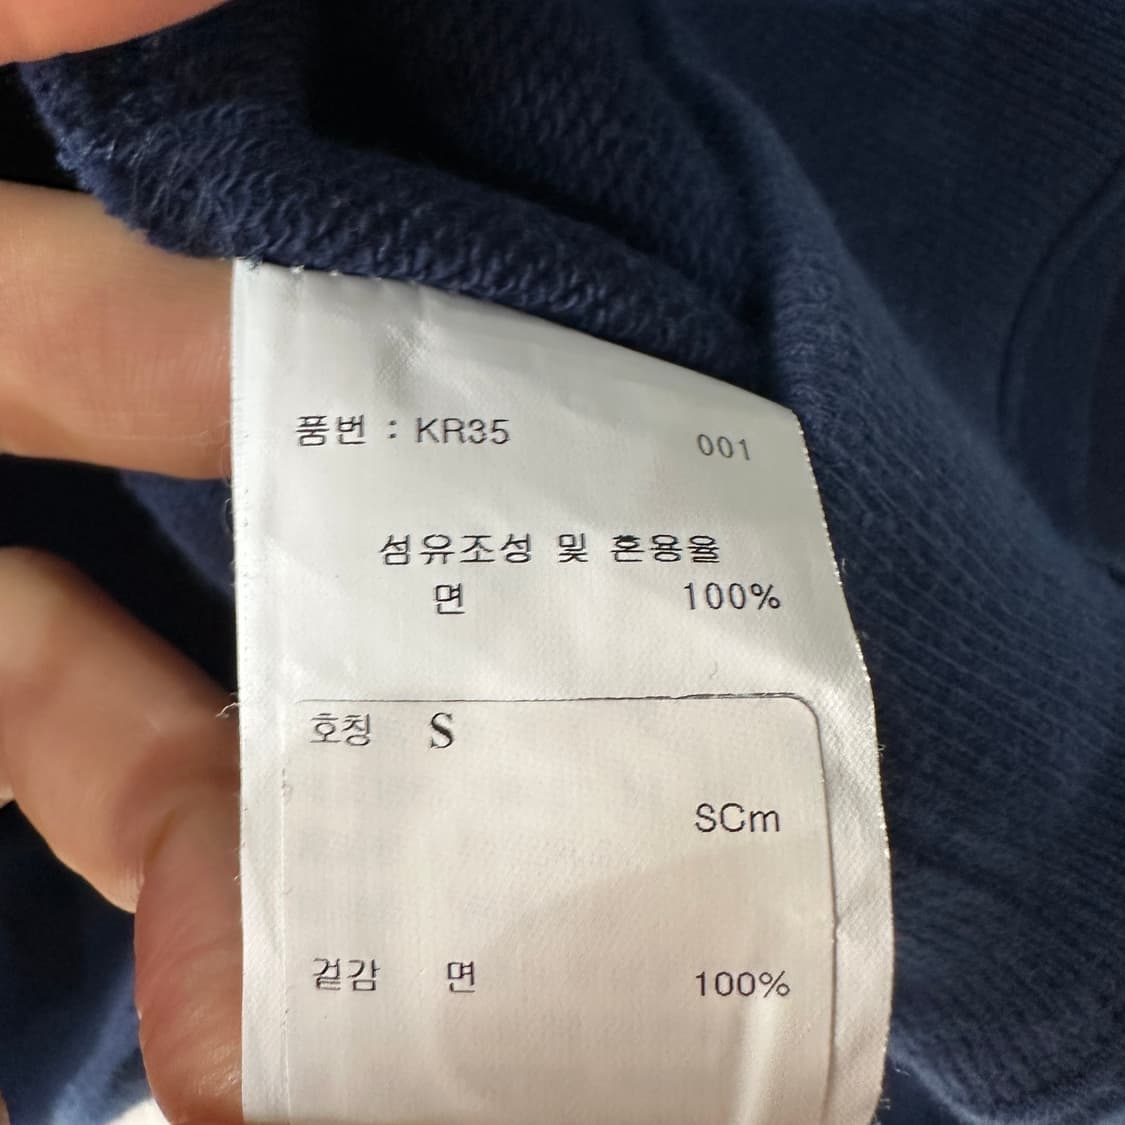 품번 : KR35 001
섬유조성 및 혼용율
면 100%
호칭 S
SCm
겉감 면 100%